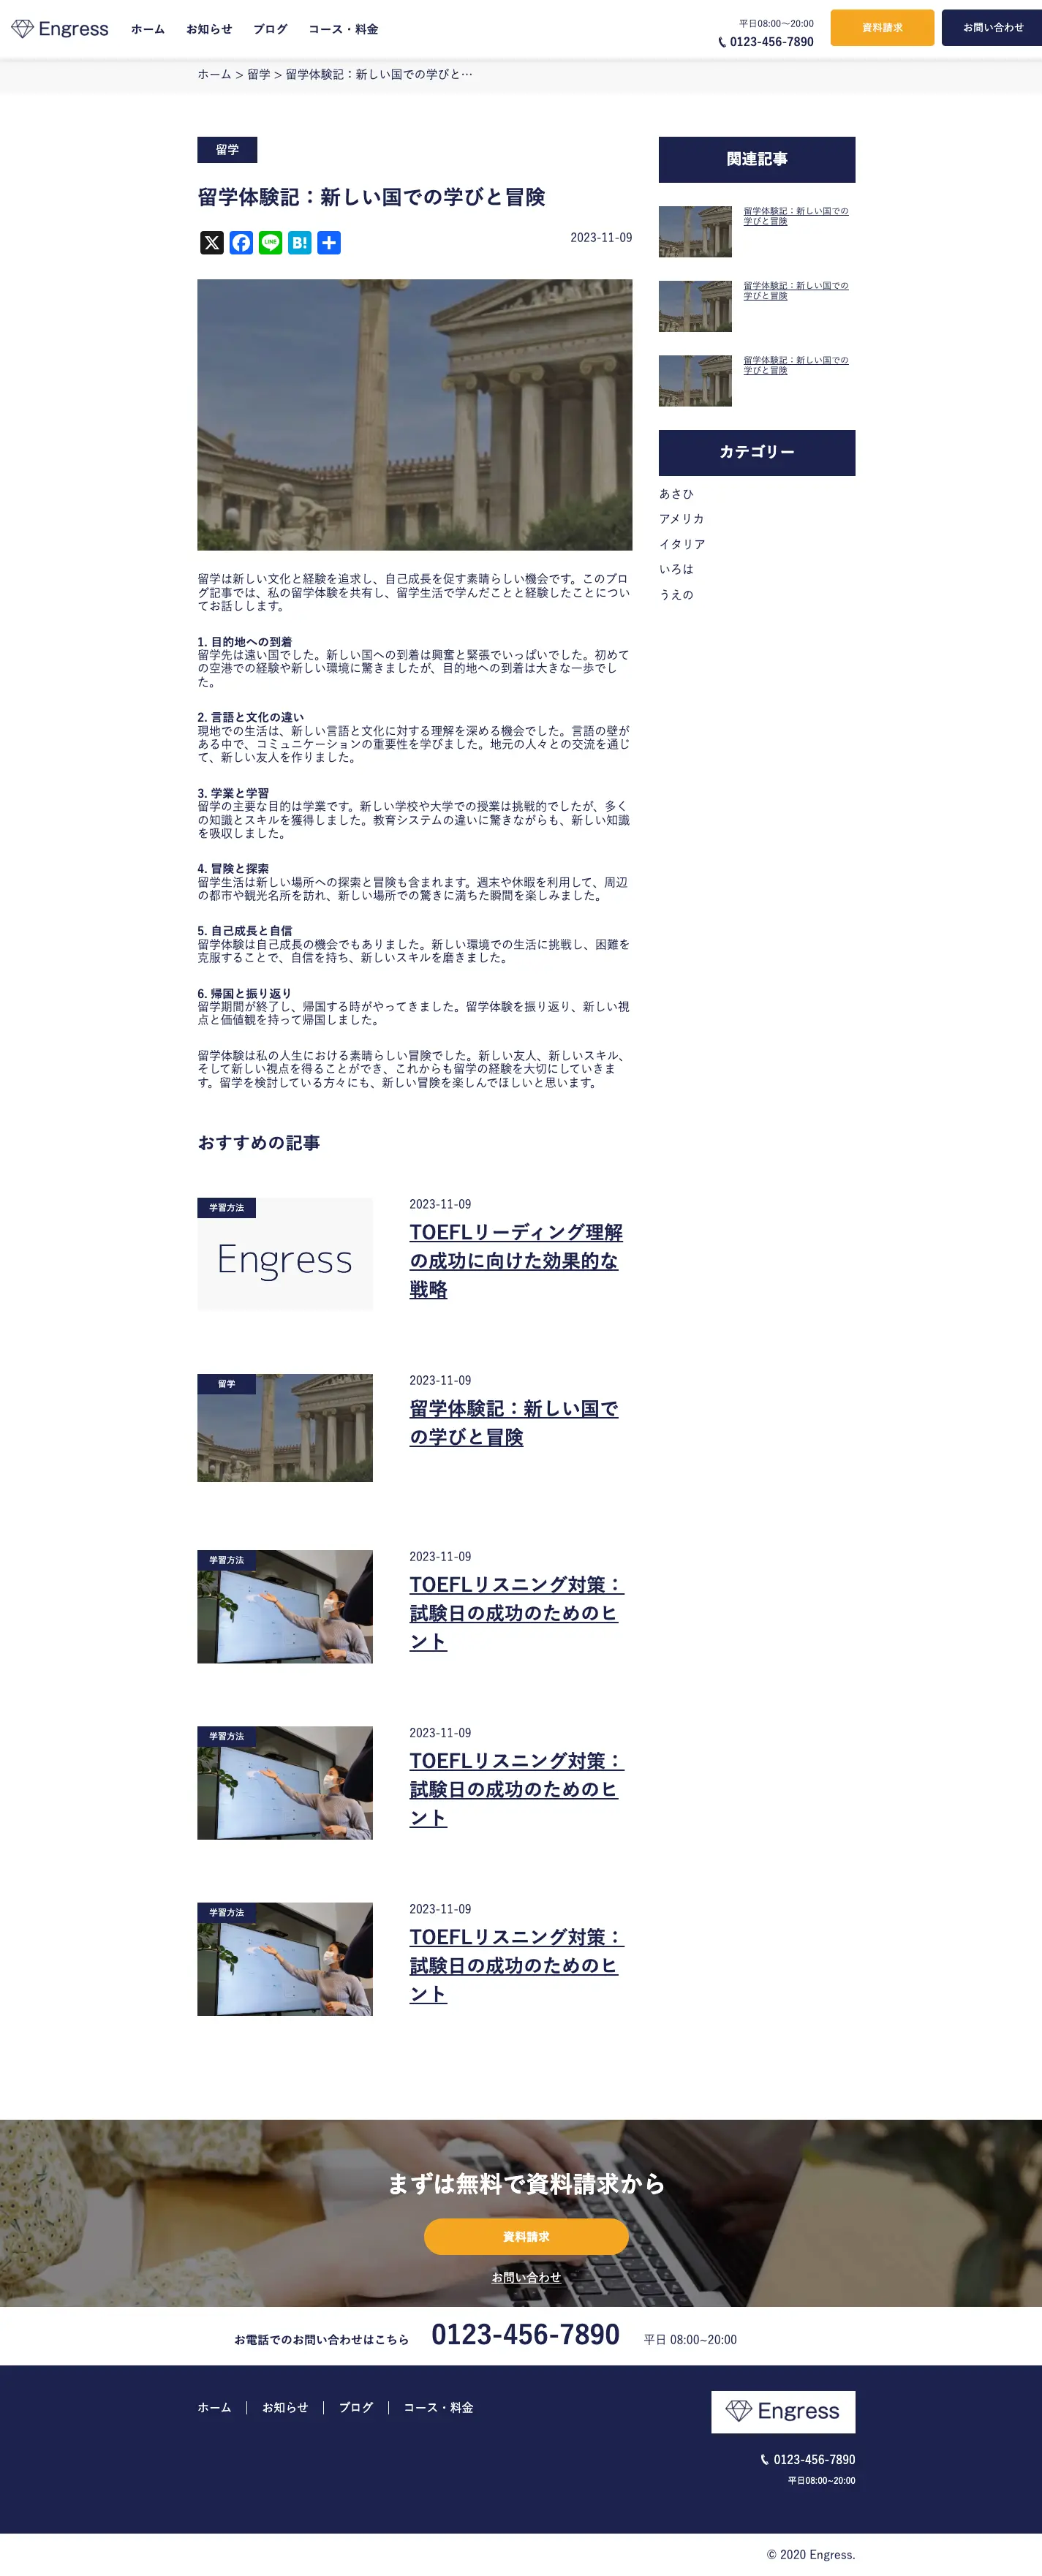 Engress
ホーム
お知らせ
ブログ
コース・料金
平日08:00〜20:00
0123-456-7890
資料請求
お問い合わせ
ホーム > 留学 > 留学体験記：新しい国での学びと…
留学
留学体験記：新しい国での学びと冒険
B!
2023-11-09
留学は新しい文化と経験を追求し、自己成長を促す素晴らしい機会です。このブロ
グ記事では、私の留学体験を共有し、留学生活で学んだことと経験したことについ
てお話しします。
1. 目的地への到着
留学先は遠い国でした。新しい国への到着は興奮と緊張でいっぱいでした。初めて
の空港での経験や新しい環境に驚きましたが、目的地への到着は大きな一歩でし
た。
2. 言語と文化の違い
現地での生活は、新しい言語と文化に対する理解を深める機会でした。言語の壁が
ある中で、コミュニケーションの重要性を学びました。地元の人々との交流を通じ
て、新しい友人を作りました。
3. 学業と学習
留学の主要な目的は学業です。新しい学校や大学での授業は挑戦的でしたが、多く
の知識とスキルを獲得しました。教育システムの違いに驚きながらも、新しい知識
を吸収しました。
4. 冒険と探索
留学生活は新しい場所への探索と冒険も含まれます。週末や休暇を利用して、周辺
の都市や観光名所を訪れ、新しい場所での驚きに満ちた瞬間を楽しみました。
5. 自己成長と自信
留学体験は自己成長の機会でもありました。新しい環境での生活に挑戦し、困難を
克服することで、自信を持ち、新しいスキルを磨きました。
6. 帰国と振り返り
留学期間が終了し、帰国する時がやってきました。留学体験を振り返り、新しい視
点と価値観を持って帰国しました。
留学体験は私の人生における素晴らしい冒険でした。新しい友人、新しいスキル、
そして新しい視点を得ることができ、これからも留学の経験を大切にしていきま
す。留学を検討している方々にも、新しい冒険を楽しんでほしいと思います。
関連記事
留学体験記：新しい国での
学びと冒険
留学体験記：新しい国での
学びと冒険
留学体験記：新しい国での
学びと冒険
カテゴリー
あさひ
アメリカ
イタリア
いろは
うえの
おすすめの記事
学習方法
Engress
2023-11-09
TOEFLリーディング理解
の成功に向けた効果的な
戦略
留学
2023-11-09
留学体験記：新しい国で
の学びと冒険
学習方法
2023-11-09
TOEFLリスニング対策：
試験日の成功のためのヒ
ント
学習方法
2023-11-09
TOEFLリスニング対策：
試験日の成功のためのヒ
ント
学習方法
2023-11-09
TOEFLリスニング対策：
試験日の成功のためのヒ
ント
まずは無料で資料請求から
資料請求
お問い合わせ
お電話でのお問い合わせはこちら 0123-456-7890 平日 08:00~20:00
ホーム
お知らせ
ブログ
コース・料金
Engress
0123-456-7890
平日08:00~20:00
© 2020 Engress.